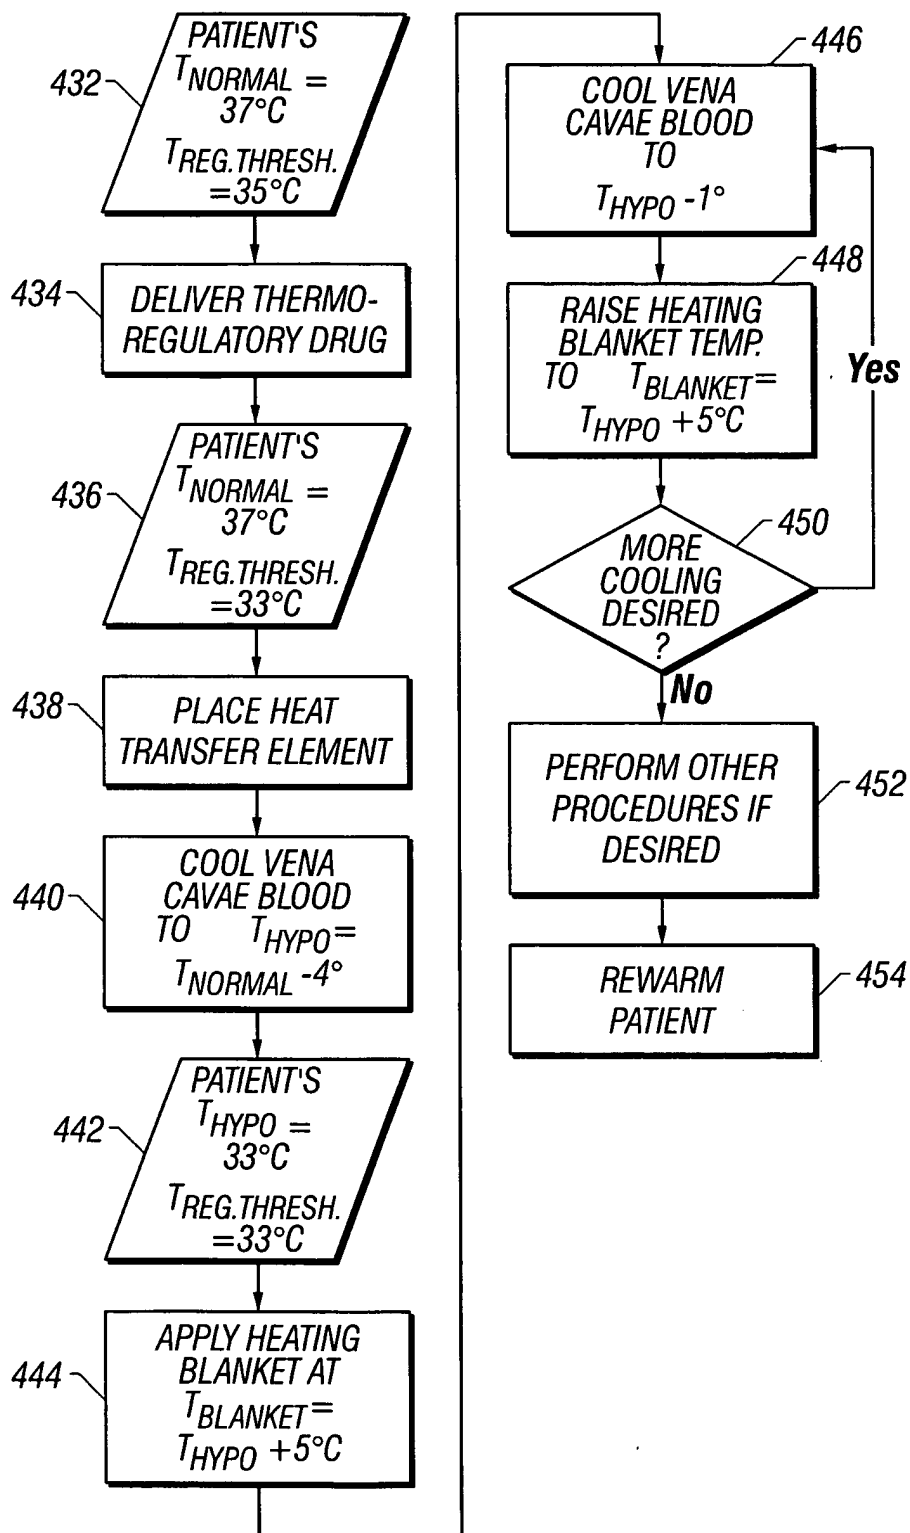 432
PATIENT'S
TNORMAL =
37°C
TREG.THRESH.
=35°C
434
DELIVER THERMO-
REGULATORY DRUG
436
PATIENT'S
TNORMAL =
37°C
TREG.THRESH.
=33°C
438
PLACE HEAT
TRANSFER ELEMENT
440
COOL VENA
CAVAE BLOOD
TO THYPO=
TNORMAL -4°
442
PATIENT'S
THYPO =
33°C
TREG.THRESH.
=33°C
444
APPLY HEATING
BLANKET AT
TBLANKET=
THYPO +5°C
446
COOL VENA
CAVAE BLOOD
TO
THYPO -1°
448
RAISE HEATING
BLANKET TEMP.
TO TBLANKET=
THYPO +5°C
Yes
450
MORE
COOLING
DESIRED
?
No
452
PERFORM OTHER
PROCEDURES IF
DESIRED
454
REWARM
PATIENT